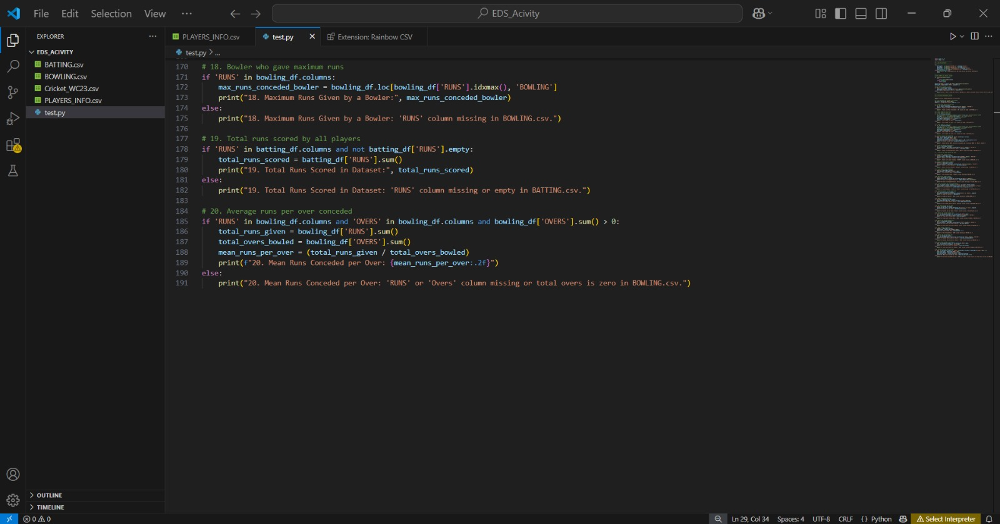 File Edit Selection View ···
EDS_Acivity
EXPLORER ···
EDS_ACIVITY
BATTING.csv
BOWLING.csv
Cricket_WC23.csv
PLAYERS_INFO.csv
test.py
OUTLINE
TIMELINE
PLAYERS_INFO.csv
test.py
Extension: Rainbow CSV
test.py > ...
170 # 18. Bowler who gave maximum runs
171 if 'RUNS' in bowling_df.columns:
172     max_runs_conceded_bowler = bowling_df.loc[bowling_df['RUNS'].idxmax(), 'BOWLING']
173     print("18. Maximum Runs Given by a Bowler:", max_runs_conceded_bowler)
174 else:
175     print("18. Maximum Runs Given by a Bowler: 'RUNS' column missing in BOWLING.csv.")
176
177 # 19. Total runs scored by all players
178 if 'RUNS' in batting_df.columns and not batting_df['RUNS'].empty:
179     total_runs_scored = batting_df['RUNS'].sum()
180     print("19. Total Runs Scored in Dataset:", total_runs_scored)
181 else:
182     print("19. Total Runs Scored in Dataset: 'RUNS' column missing or empty in BATTING.csv.")
183
184 # 20. Average runs per over conceded
185 if 'RUNS' in bowling_df.columns and 'OVERS' in bowling_df.columns and bowling_df['OVERS'].sum() > 0:
186     total_runs_given = bowling_df['RUNS'].sum()
187     total_overs_bowled = bowling_df['OVERS'].sum()
188     mean_runs_per_over = (total_runs_given / total_overs_bowled)
189     print(f"20. Mean Runs Conceded per Over: {mean_runs_per_over:.2f}")
190 else:
191     print("20. Mean Runs Conceded per Over: 'RUNS' or 'Overs' column missing or total overs is zero in BOWLING.csv.")
0 0
Ln 29, Col 34 Spaces: 4 UTF-8 CRLF {} Python Select Interpreter